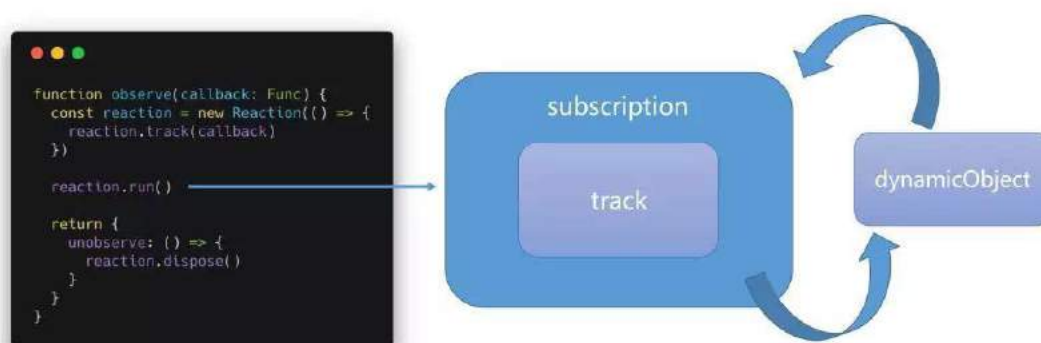 function observe(callback: Func) {
  const reaction = new Reaction(() => {
    reaction.track(callback)
  })

  reaction.run()

  return {
    unobserve: () => {
      reaction.dispose()
    }
  }
}
subscription
track
dynamicObject